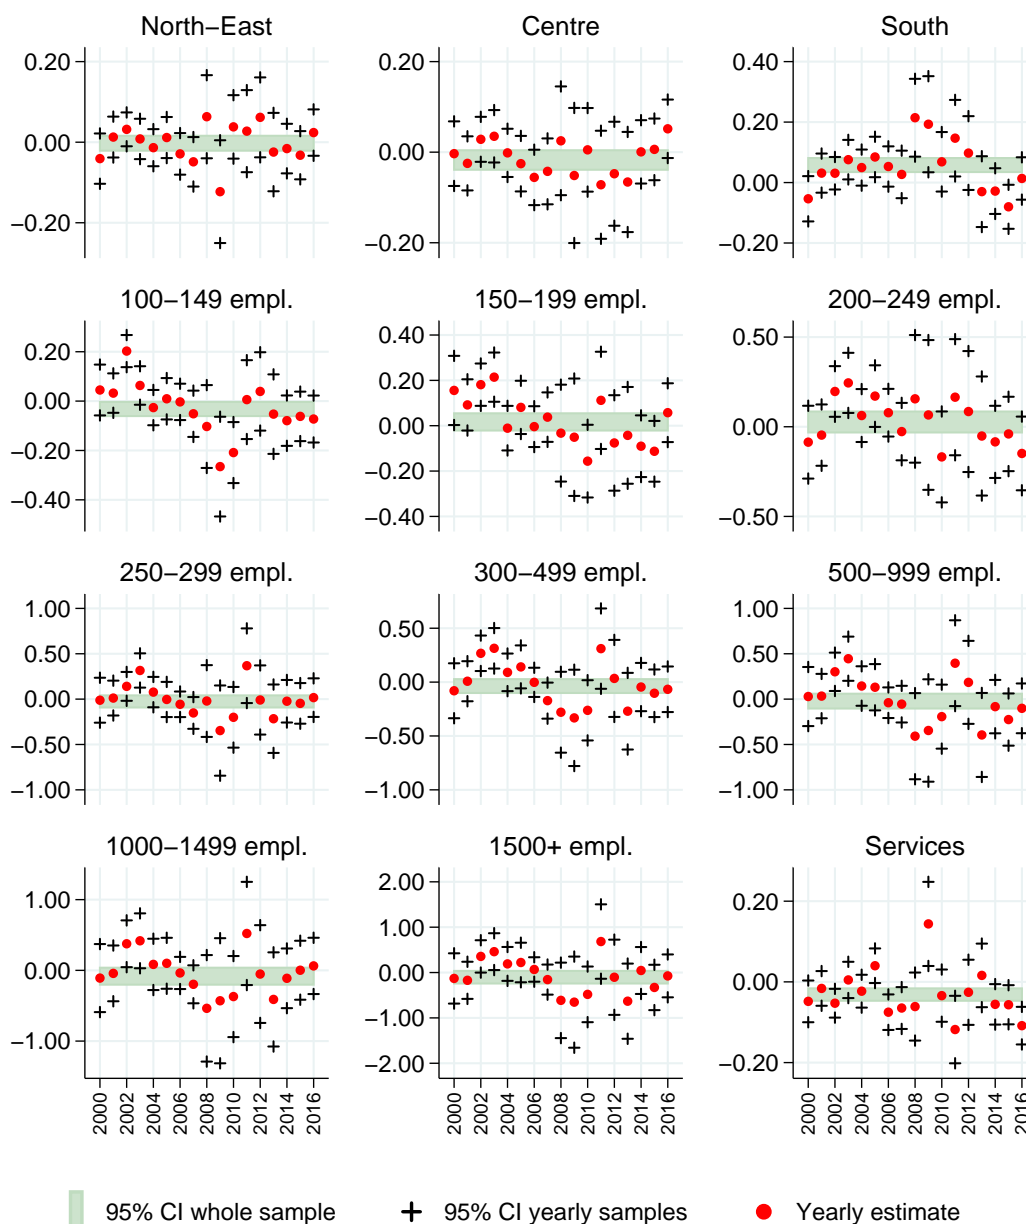 North−East Centre South
0.20 0.20 0.40
0.20
0.00 0.00
0.00
−0.20 −0.20 −0.20
100−149 empl. 150−199 empl. 200−249 empl.
0.20 0.40 0.50
0.20
0.00 0.00 0.00
−0.20 −0.20
−0.40 −0.40 −0.50
250−299 empl. 300−499 empl. 500−999 empl.
1.00 0.50 1.00
0.50 0.50
0.00 0.00 0.00
−0.50 −0.50 −0.50
−1.00 −1.00 −1.00
1000−1499 empl. 1500+ empl. Services
1.00 2.00 0.20
1.00
0.00 0.00 0.00
−1.00 −1.00
−2.00 −0.20
2000 2002 2004 2006 2008 2010 2012 2014 2016 2000 2002 2004 2006 2008 2010 2012 2014 2016 2000 2002 2004 2006 2008 2010 2012 2014 2016
95% CI whole sample 95% CI yearly samples Yearly estimate